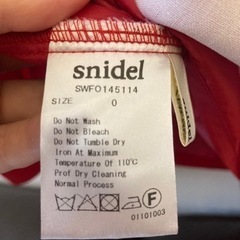 snidel
SWFO145114
SIZE 0
Do Not Wash
Do Not Bleach
Do Not Tumble Dry
Iron At Maximum
Temperature Of 110℃
Prof Dry Cleaning
Normal Process
F
01101003